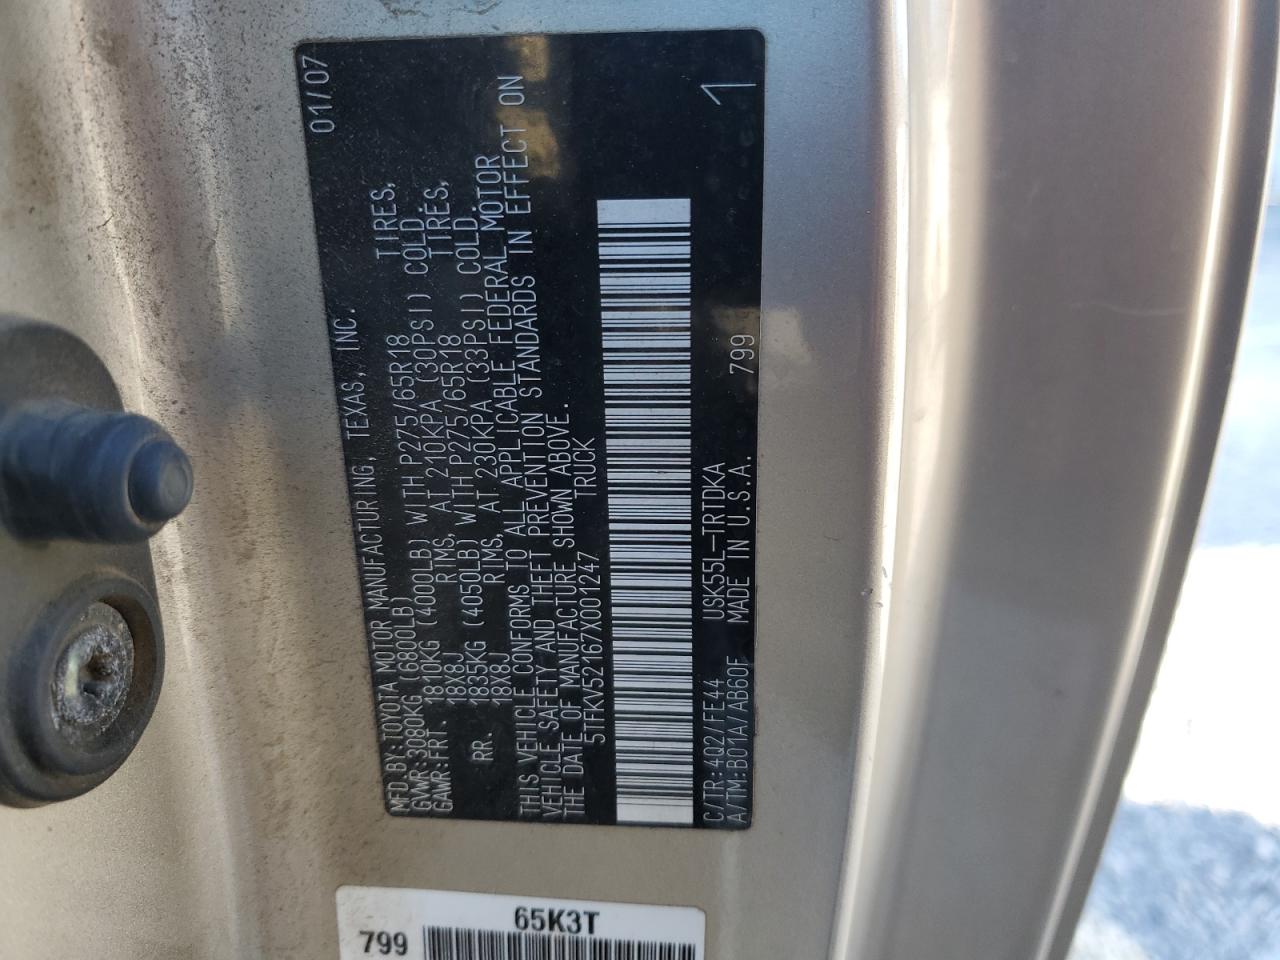 MFD.BY:TOYOTA MOTOR MANUFACTURING, TEXAS, INC. 01/07
GVWR:3080KG (6800LB)
GAWR:FRT. 1810KG (4000LB) WITH P275/65R18 TIRES,
18X8J RIMS, AT 210KPA (30PSI) COLD.
RR. 1835KG (4050LB) WITH P275/65R18 TIRES,
18X8J RIMS, AT 230KPA (33PSI) COLD.
THIS VEHICLE CONFORMS TO ALL APPLICABLE FEDERAL MOTOR
VEHICLE SAFETY AND THEFT PREVENTION STANDARDS IN EFFECT ON
THE DATE OF MANUFACTURE SHOWN ABOVE.
5TFKV52167X001247 TRUCK
C/TR:4Q2/FE44 USK55L-TRTDKA 799 1
A/TM:B01A/AB60F MADE IN U.S.A.
65K3T
799